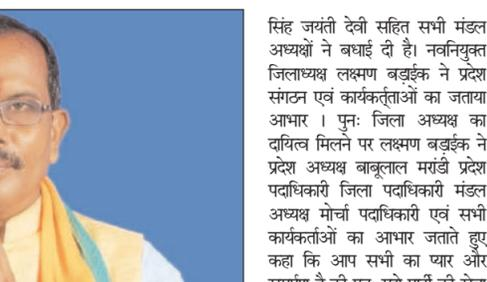 सिंह जयंती देवी सहित सभी मंडल
अध्यक्षों ने बधाई दी है। नवनियुक्त
जिलाध्यक्ष लक्ष्मण बड़ाईक ने प्रदेश
संगठन एवं कार्यकर्तृताओं का जताया
आभार । पुनः जिला अध्यक्ष का
दायित्व मिलने पर लक्ष्मण बड़ाईक ने
प्रदेश अध्यक्ष बाबूलाल मरांडी प्रदेश
पदाधिकारी जिला पदाधिकारी मंडल
अध्यक्ष मोर्चा पदाधिकारी एवं सभी
कार्यकर्ताओं का आभार जताते हुए
कहा कि आप सभी का प्यार और